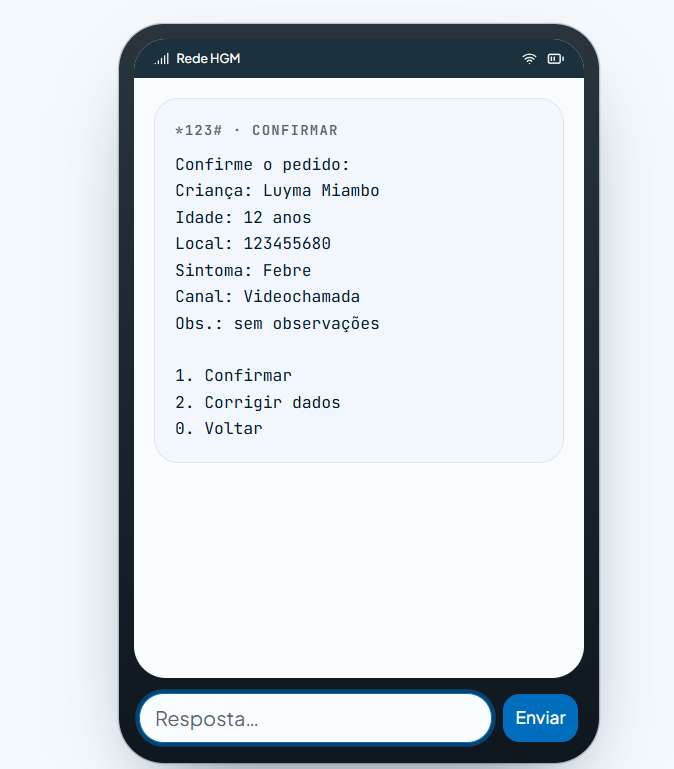 Rede HGM
*123# · CONFIRMAR
Confirme o pedido:
Criança: Luyma Miambo
Idade: 12 anos
Local: 123455680
Sintoma: Febre
Canal: Videochamada
Obs.: sem observações
1. Confirmar
2. Corrigir dados
0. Voltar
Resposta...
Enviar